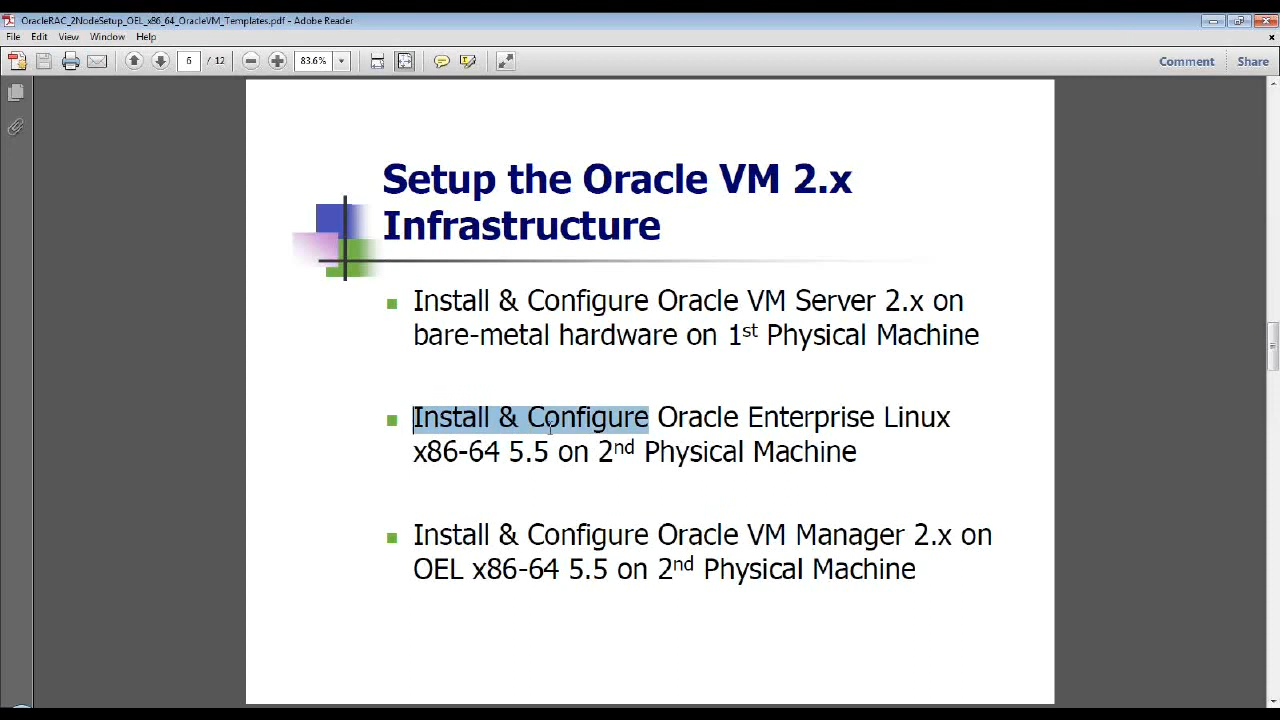 OracleRAC_2NodeSetup_OEL_x86_64_OracleVM_Templates.pdf - Adobe Reader
File Edit View Window Help
6 / 12 83.6% Comment Share
Setup the Oracle VM 2.x
Infrastructure
Install & Configure Oracle VM Server 2.x on
bare-metal hardware on 1st Physical Machine
Install & Configure Oracle Enterprise Linux
x86-64 5.5 on 2nd Physical Machine
Install & Configure Oracle VM Manager 2.x on
OEL x86-64 5.5 on 2nd Physical Machine